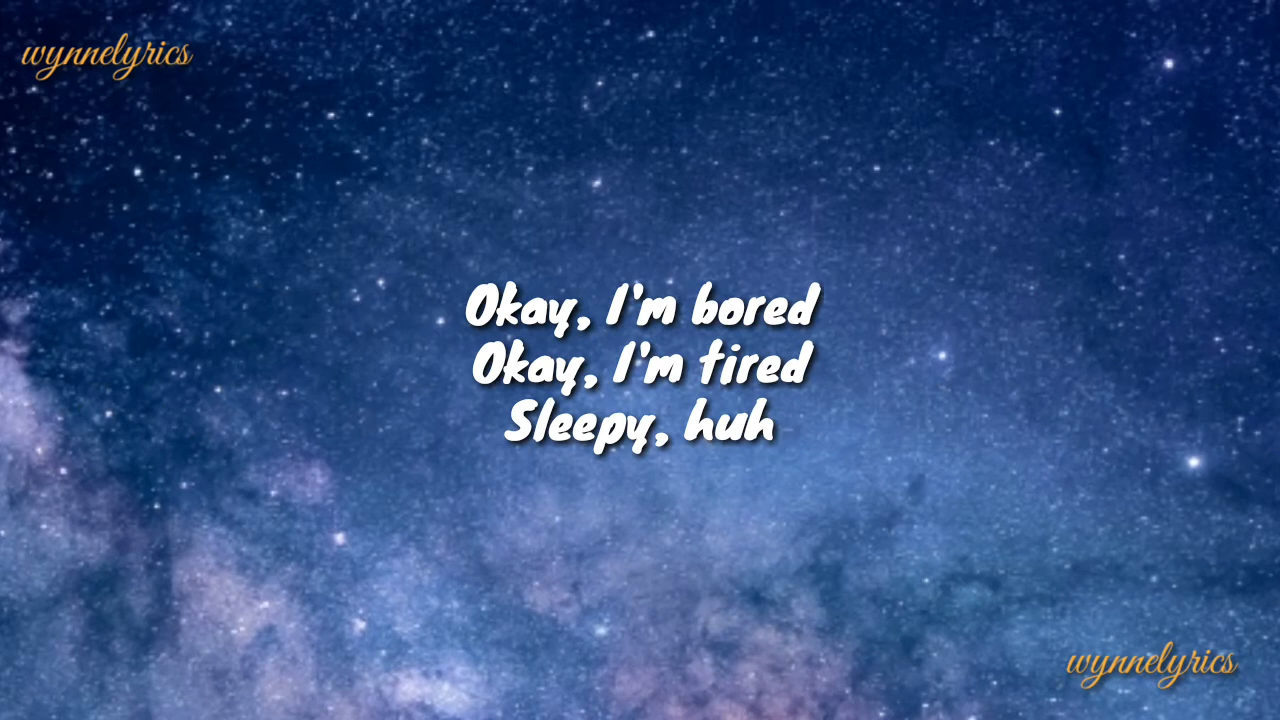 wynnelyrics
Okay, I'm bored
Okay, I'm tired
Sleepy, huh
wynnelyrics